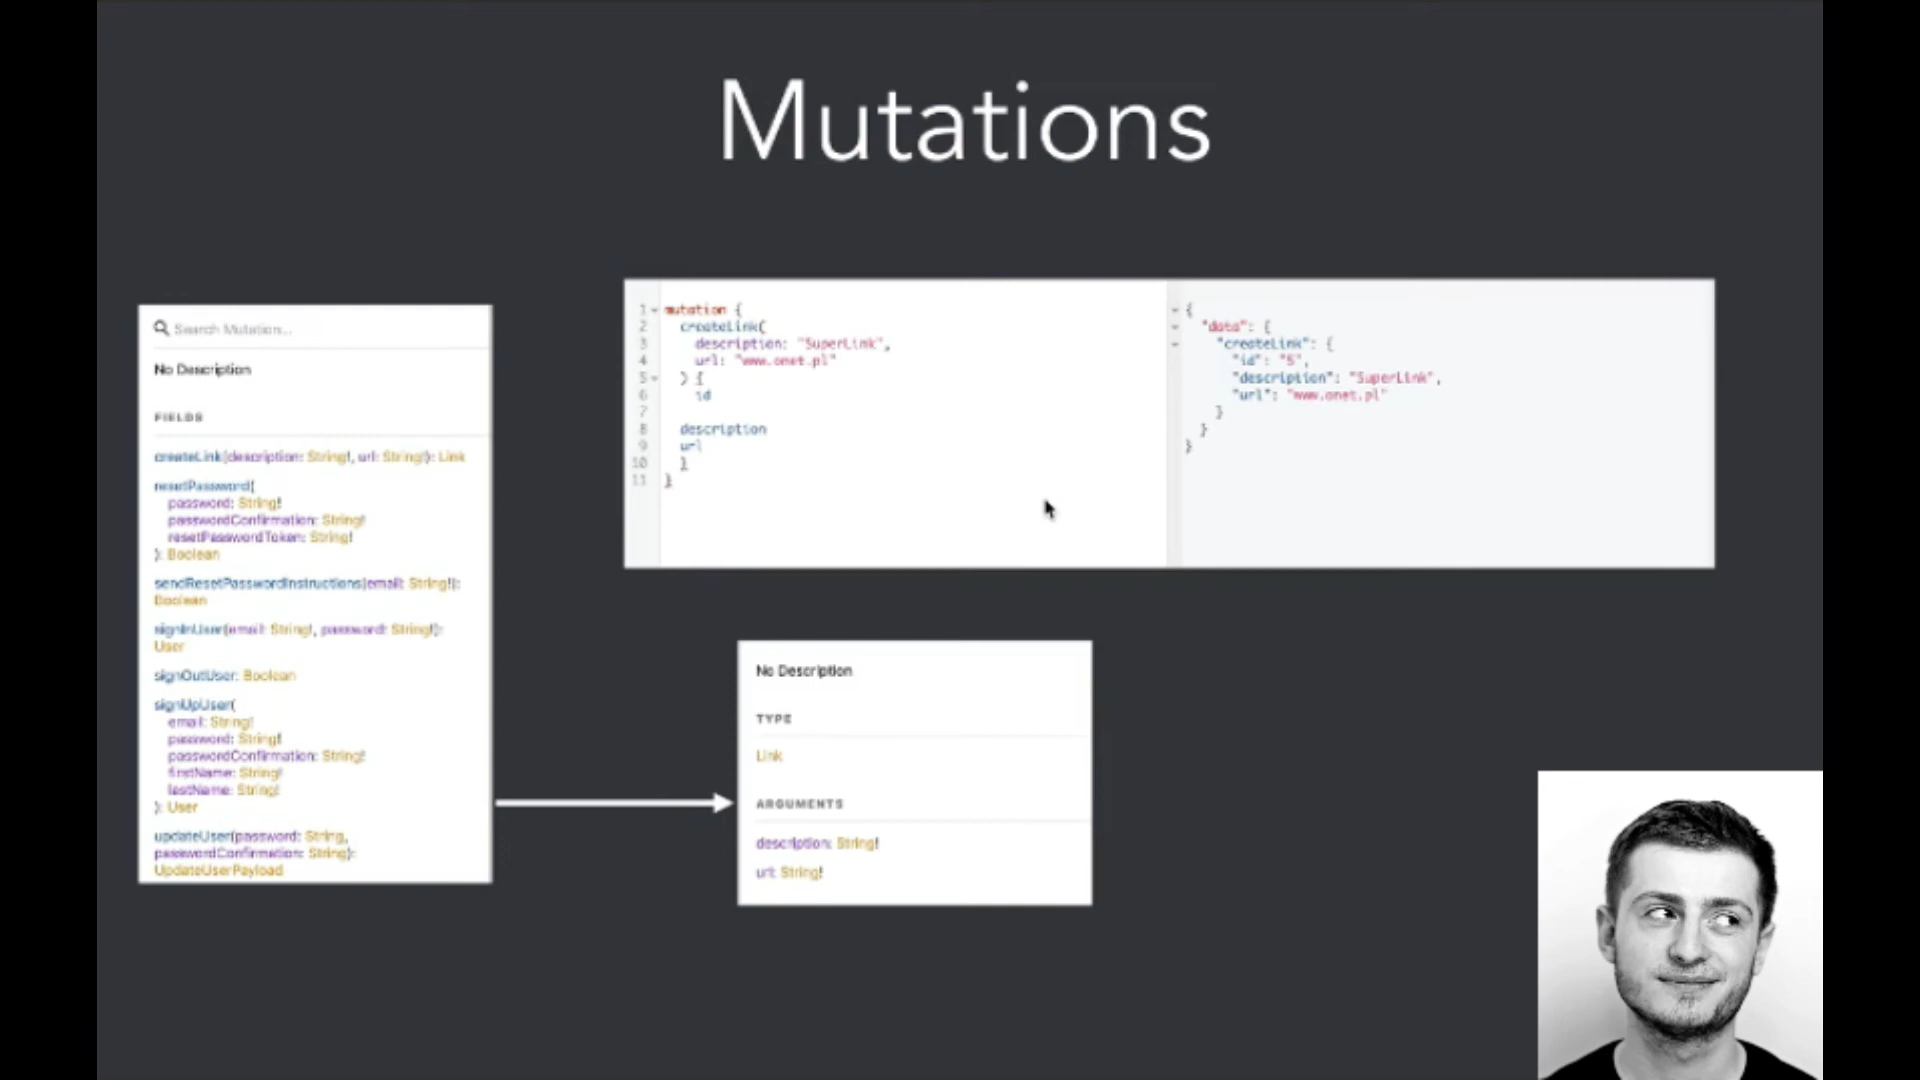 Mutations
Search Mutation...
No Description
FIELDS
createLink(description: String!, url: String!): Link
resetPassword(
password: String!
passwordConfirmation: String!
resetPasswordToken: String!
): Boolean
sendResetPasswordInstructions(email: String!):
Boolean
signInUser(email: String!, password: String!):
User
signOutUser: Boolean
signUpUser(
email: String!
password: String!
passwordConfirmation: String!
firstName: String!
lastName: String!
): User
updateUser(password: String,
passwordConfirmation: String):
UpdateUserPayload
1 mutation {
2 createLink(
3 description: "SuperLink",
4 url: "www.onet.pl"
5 ) {
6 id
7
8 description
9 url
10 }
11 }
{
"data": {
"createLink": {
"id": "5",
"description": "SuperLink",
"url": "www.onet.pl"
}
}
}
No Description
TYPE
Link
ARGUMENTS
description: String!
url: String!